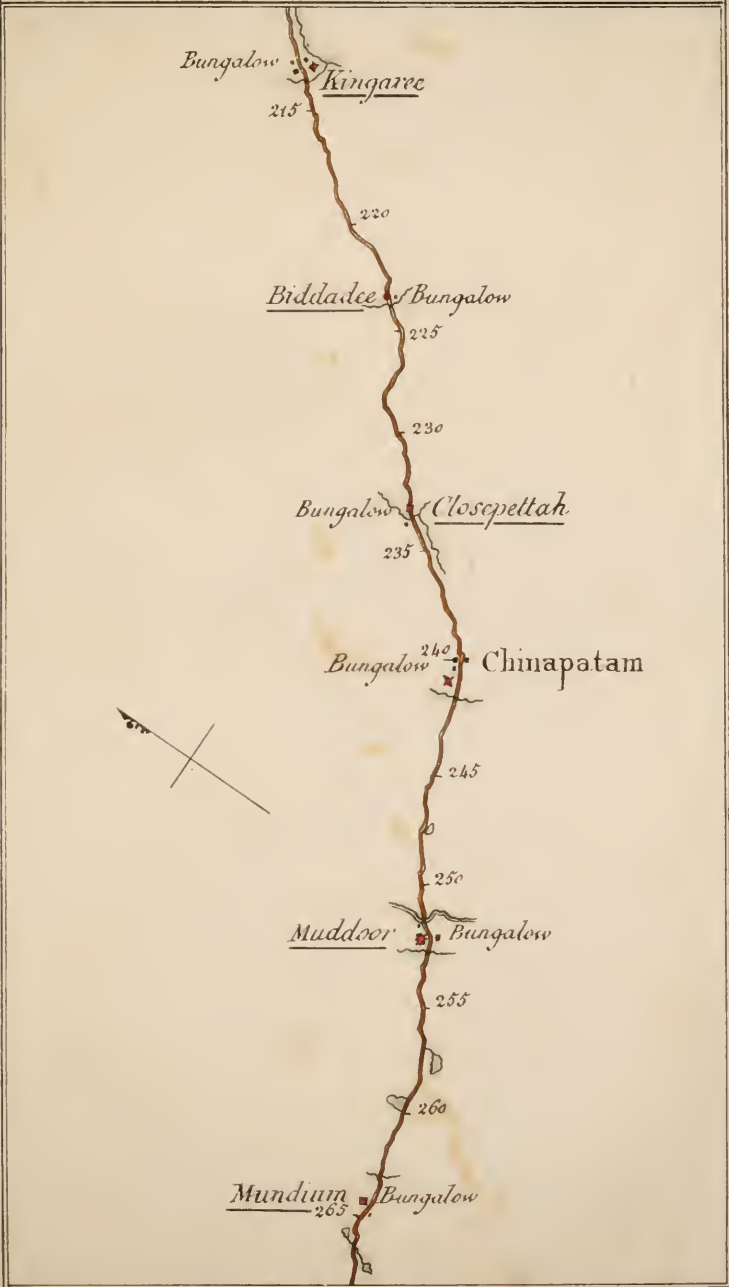 Bungalow
Kingaree
215
220
Biddadee Bungalow
225
230
Bungalow Closepettah
235
240
Bungalow Chinapatam
245
250
Muddoor Bungalow
255
260
Mundium Bungalow
265